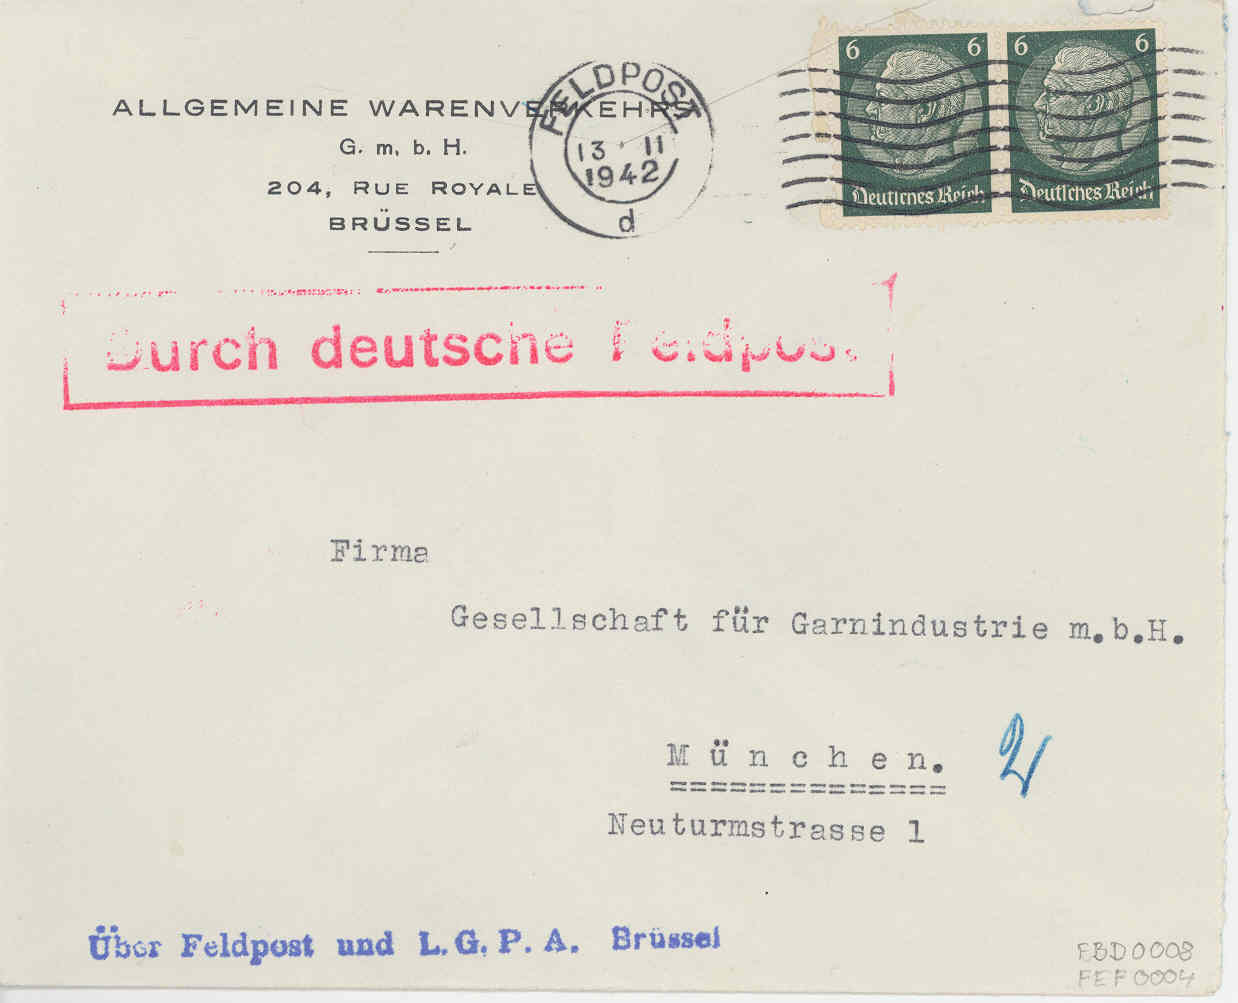 ALLGEMEINE WARENVERKEHRS
G. m. b. H.
204, RUE ROYALE
BRÜSSEL
FELDPOST
13 11
1942
d
6 6
Deutsches Reich
6 6
Deutsches Reich
Durch deutsche Feldpost
Firma
Gesellschaft für Garnindustrie m.b.H.
München.
Neuturmstrasse 1
Über Feldpost und L.G.P.A. Brüssel
FBD0008
FEF0004